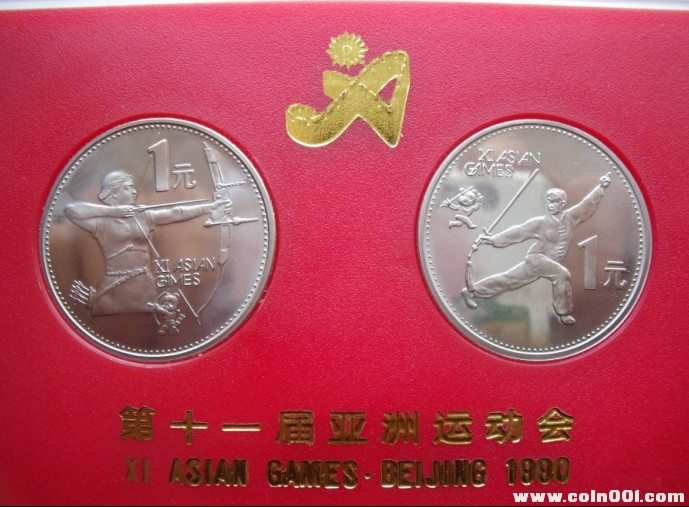 1元
XI ASIAN
GAMES
XI ASIAN
GAMES
1元
第十一届亚洲运动会
XI ASIAN GAMES·BEIJING 1990
www.coin001.com